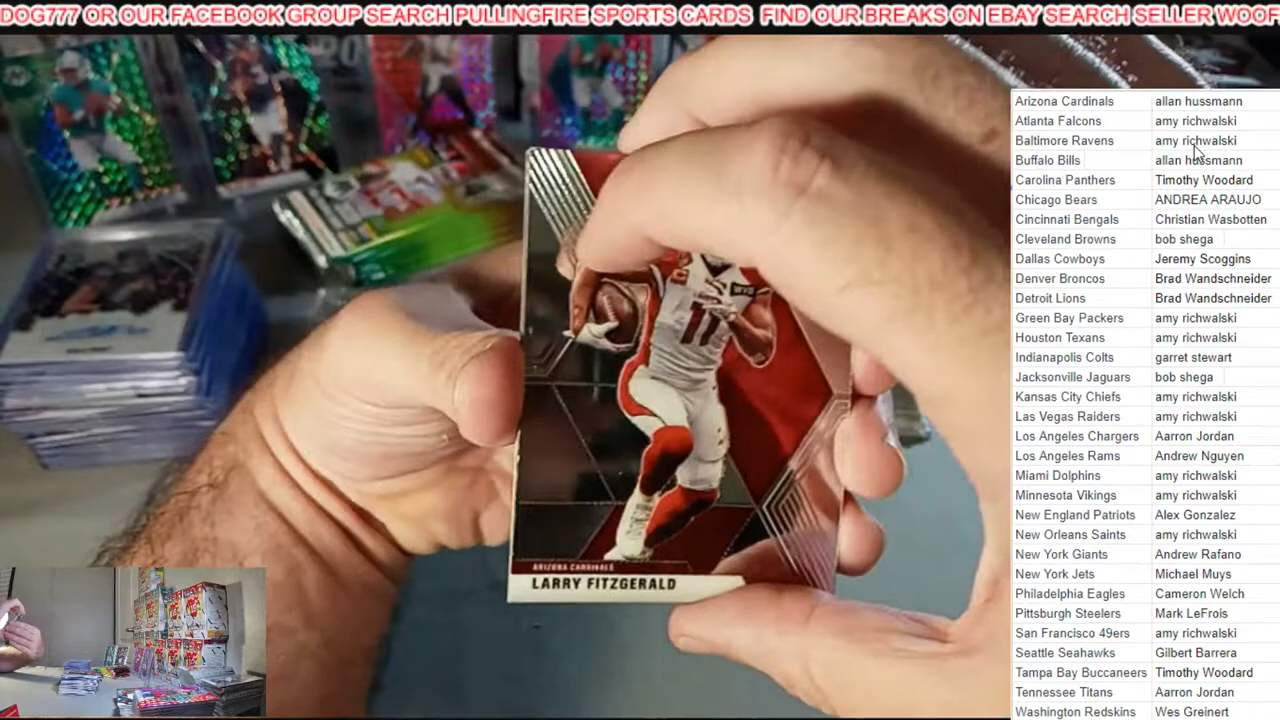 DOG777 OR OUR FACEBOOK GROUP SEARCH PULLINGFIRE SPORTS CARDS FIND OUR BREAKS ON EBAY SEARCH SELLER WOOF
Arizona Cardinals allan hussmann
Atlanta Falcons amy richwalski
Baltimore Ravens amy richwalski
Buffalo Bills allan hussmann
Carolina Panthers Timothy Woodard
Chicago Bears ANDREA ARAUJO
Cincinnati Bengals Christian Wasbotten
Cleveland Browns bob shega
Dallas Cowboys Jeremy Scoggins
Denver Broncos Brad Wandschneider
Detroit Lions Brad Wandschneider
Green Bay Packers amy richwalski
Houston Texans amy richwalski
Indianapolis Colts garret stewart
Jacksonville Jaguars bob shega
Kansas City Chiefs amy richwalski
Las Vegas Raiders amy richwalski
Los Angeles Chargers Aarron Jordan
Los Angeles Rams Andrew Nguyen
Miami Dolphins amy richwalski
Minnesota Vikings amy richwalski
New England Patriots Alex Gonzalez
New Orleans Saints amy richwalski
New York Giants Andrew Rafano
New York Jets Michael Muys
Philadelphia Eagles Cameron Welch
Pittsburgh Steelers Mark LeFrois
San Francisco 49ers amy richwalski
Seattle Seahawks Gilbert Barrera
Tampa Bay Buccaneers Timothy Woodard
Tennessee Titans Aarron Jordan
Washington Redskins Wes Greinert
11
ARIZONA CARDINALS
LARRY FITZGERALD